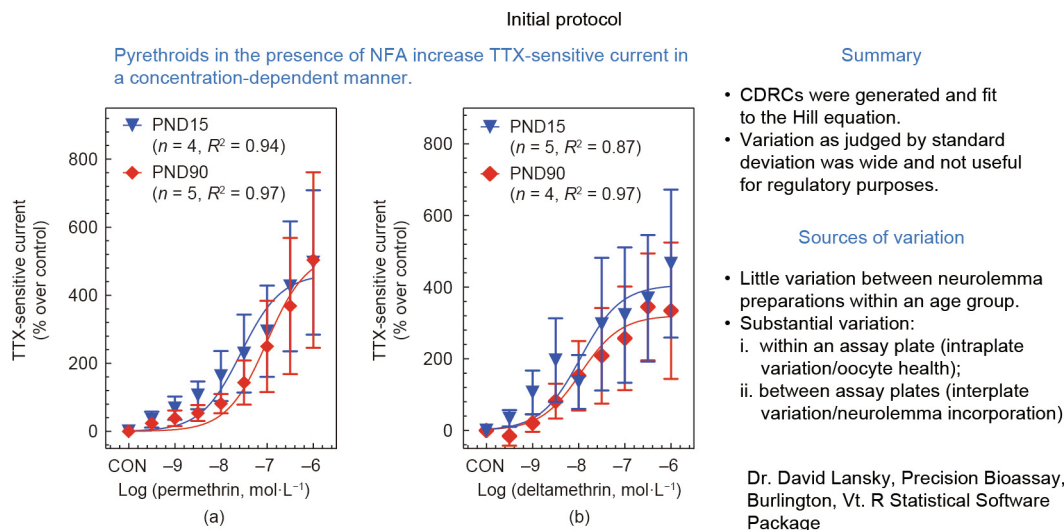 Initial protocol
Pyrethroids in the presence of NFA increase TTX-sensitive current in
a concentration-dependent manner.
TTX-sensitive current
(% over control)
800
600
400
200
0
PND15
(n = 4, R² = 0.94)
PND90
(n = 5, R² = 0.97)
CON –9 –8 –7 –6
Log (permethrin, mol·L⁻¹)
(a)
TTX-sensitive current
(% over control)
800
600
400
200
0
PND15
(n = 5, R² = 0.87)
PND90
(n = 4, R² = 0.97)
CON –9 –8 –7 –6
Log (deltamethrin, mol·L⁻¹)
(b)
Summary
• CDRCs were generated and fit
to the Hill equation.
• Variation as judged by standard
deviation was wide and not useful
for regulatory purposes.
Sources of variation
• Little variation between neurolemma
preparations within an age group.
• Substantial variation:
i. within an assay plate (intraplate
variation/oocyte health);
ii. between assay plates (interplate
variation/neurolemma incorporation)
Dr. David Lansky, Precision Bioassay,
Burlington, Vt. R Statistical Software
Package